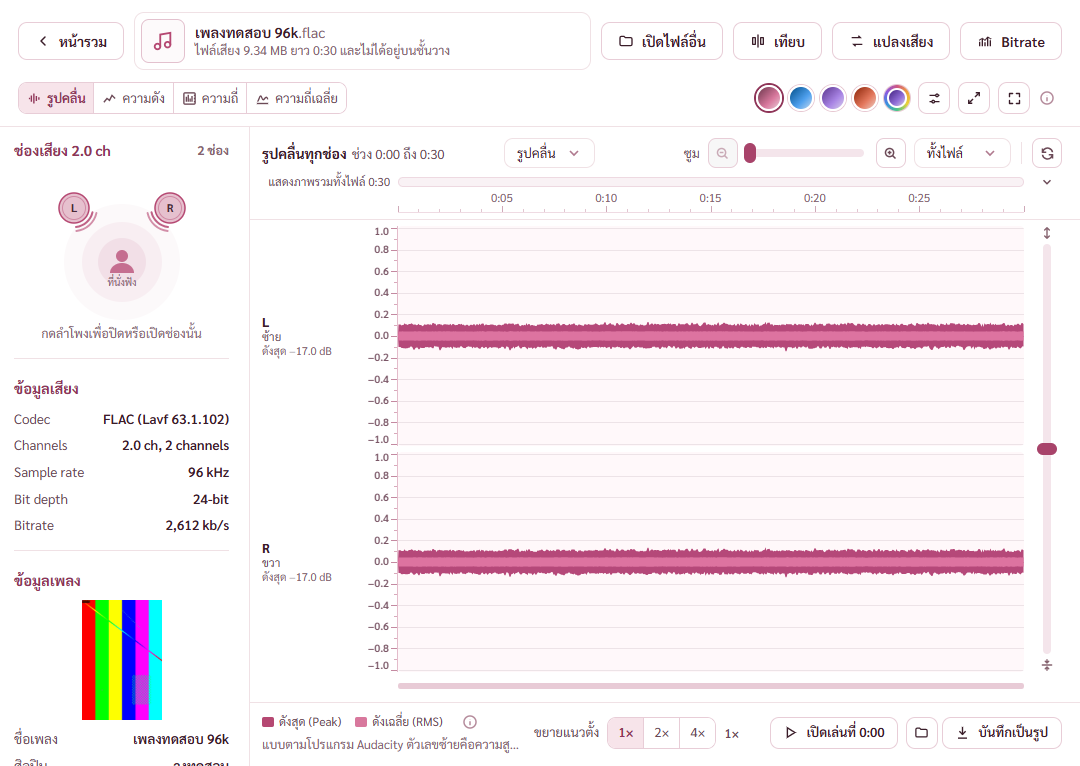 หน้ารวม
เพลงทดสอบ 96k.flac
ไฟล์เสียง 9.34 MB ยาว 0:30 และไม่ได้อยู่บนชั้นวาง
เปิดไฟล์อื่น
เทียบ
แปลงเสียง
Bitrate
รูปคลื่น ความดัง ความถี่ ความถี่เฉลี่ย
ช่องเสียง 2.0 ch 2 ช่อง
L R
ที่นั่งฟัง
กดลำโพงเพื่อปิดหรือเปิดช่องนั้น
ข้อมูลเสียง
Codec FLAC (Lavf 63.1.102)
Channels 2.0 ch, 2 channels
Sample rate 96 kHz
Bit depth 24-bit
Bitrate 2,612 kb/s
ข้อมูลเพลง
ชื่อเพลง เพลงทดสอบ 96k
รูปคลื่นทุกช่อง ช่วง 0:00 ถึง 0:30
รูปคลื่น
ซูม
ทั้งไฟล์
แสดงภาพรวมทั้งไฟล์ 0:30
0:05 0:10 0:15 0:20 0:25
1.0
0.8
0.6
0.4
0.2
0.0
−0.2
−0.4
−0.6
−0.8
−1.0
L
ซ้าย
ดังสุด −17.0 dB
1.0
0.8
0.6
0.4
0.2
0.0
−0.2
−0.4
−0.6
−0.8
−1.0
R
ขวา
ดังสุด −17.0 dB
ดังสุด (Peak) ดังเฉลี่ย (RMS)
แบบตามโปรแกรม Audacity ตัวเลขซ้ายคือความสู...
ขยายแนวตั้ง 1× 2× 4× 1×
เปิดเล่นที่ 0:00
บันทึกเป็นรูป